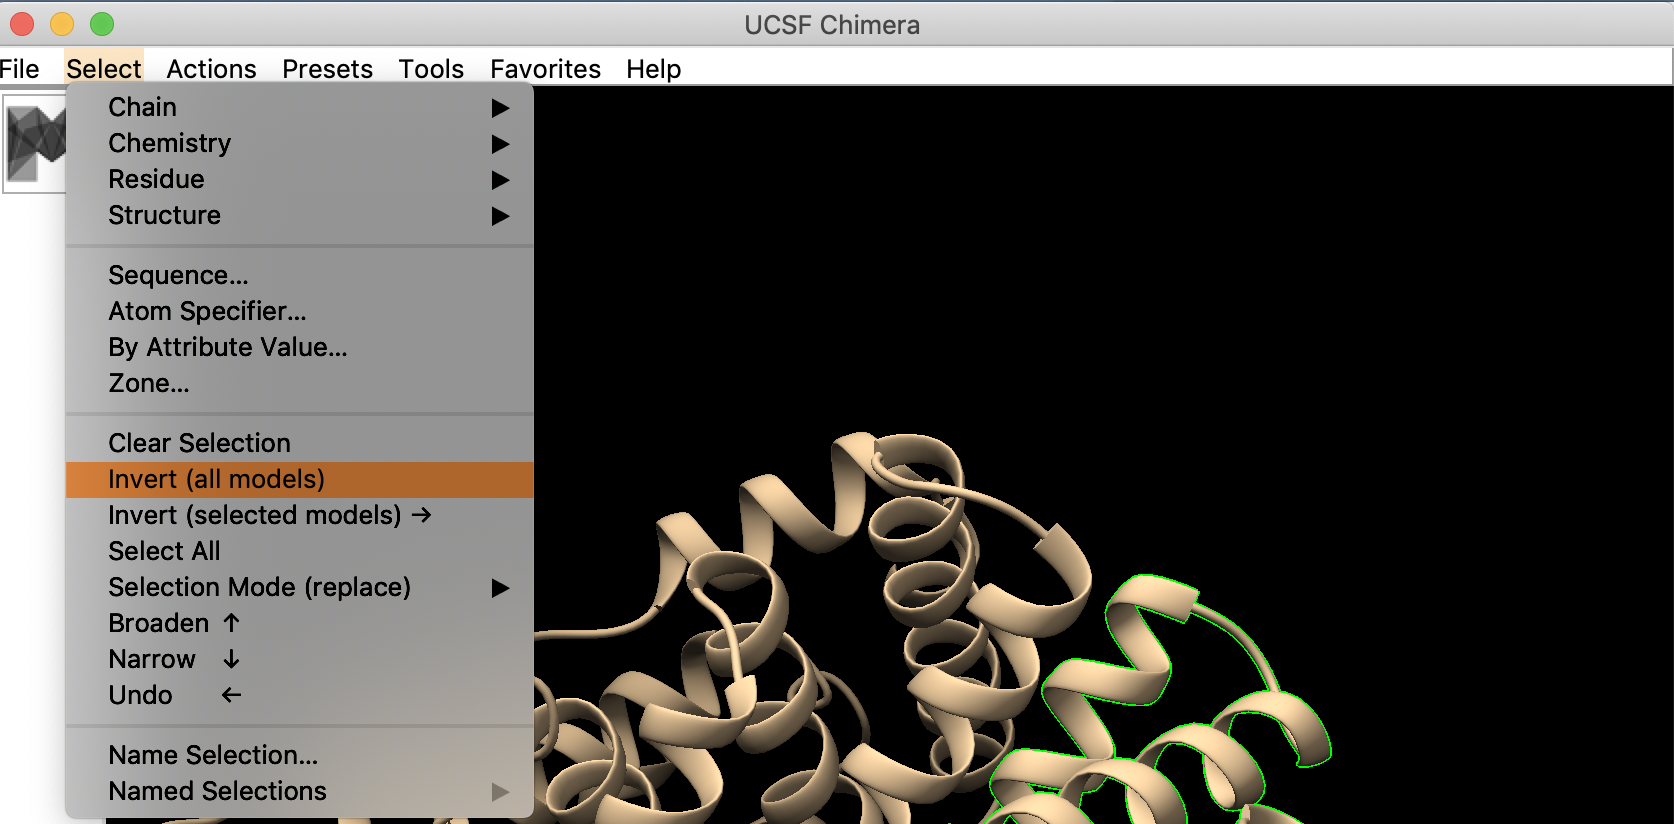 UCSF Chimera
File Select Actions Presets Tools Favorites Help
Chain ▶
Chemistry ▶
Residue ▶
Structure ▶
Sequence...
Atom Specifier...
By Attribute Value...
Zone...
Clear Selection
Invert (all models)
Invert (selected models) →
Select All
Selection Mode (replace) ▶
Broaden ↑
Narrow ↓
Undo ←
Name Selection...
Named Selections ▶